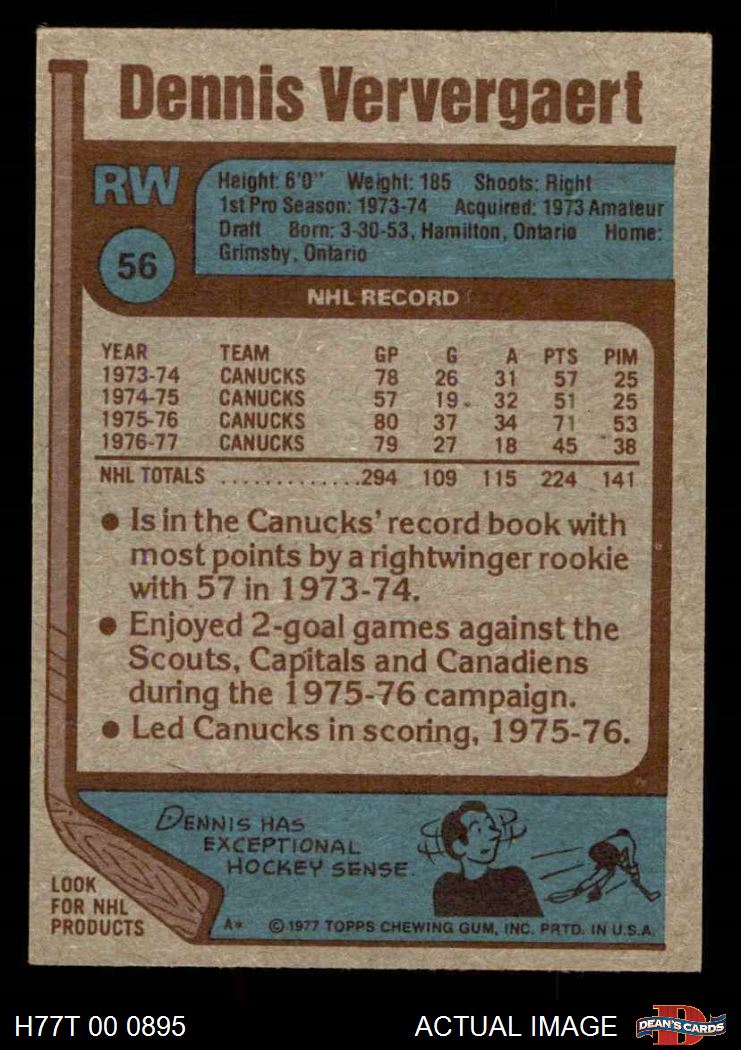 Dennis Ververgaert
RW
56
Height: 6'0" Weight: 185 Shoots: Right
1st Pro Season: 1973-74 Acquired: 1973 Amateur
Draft Born: 3-30-53, Hamilton, Ontario Home:
Grimsby, Ontario
NHL RECORD
YEAR TEAM GP G A PTS PIM
1973-74 CANUCKS 78 26 31 57 25
1974-75 CANUCKS 57 19 32 51 25
1975-76 CANUCKS 80 37 34 71 53
1976-77 CANUCKS 79 27 18 45 38
NHL TOTALS .............294 109 115 224 141
● Is in the Canucks' record book with
most points by a rightwinger rookie
with 57 in 1973-74.
● Enjoyed 2-goal games against the
Scouts, Capitals and Canadiens
during the 1975-76 campaign.
● Led Canucks in scoring, 1975-76.
DENNIS HAS
EXCEPTIONAL
HOCKEY SENSE.
LOOK
FOR NHL
PRODUCTS
A* © 1977 TOPPS CHEWING GUM, INC. PRTD. IN U.S.A.
H77T 00 0895 ACTUAL IMAGE
D
DEAN'S CARDS